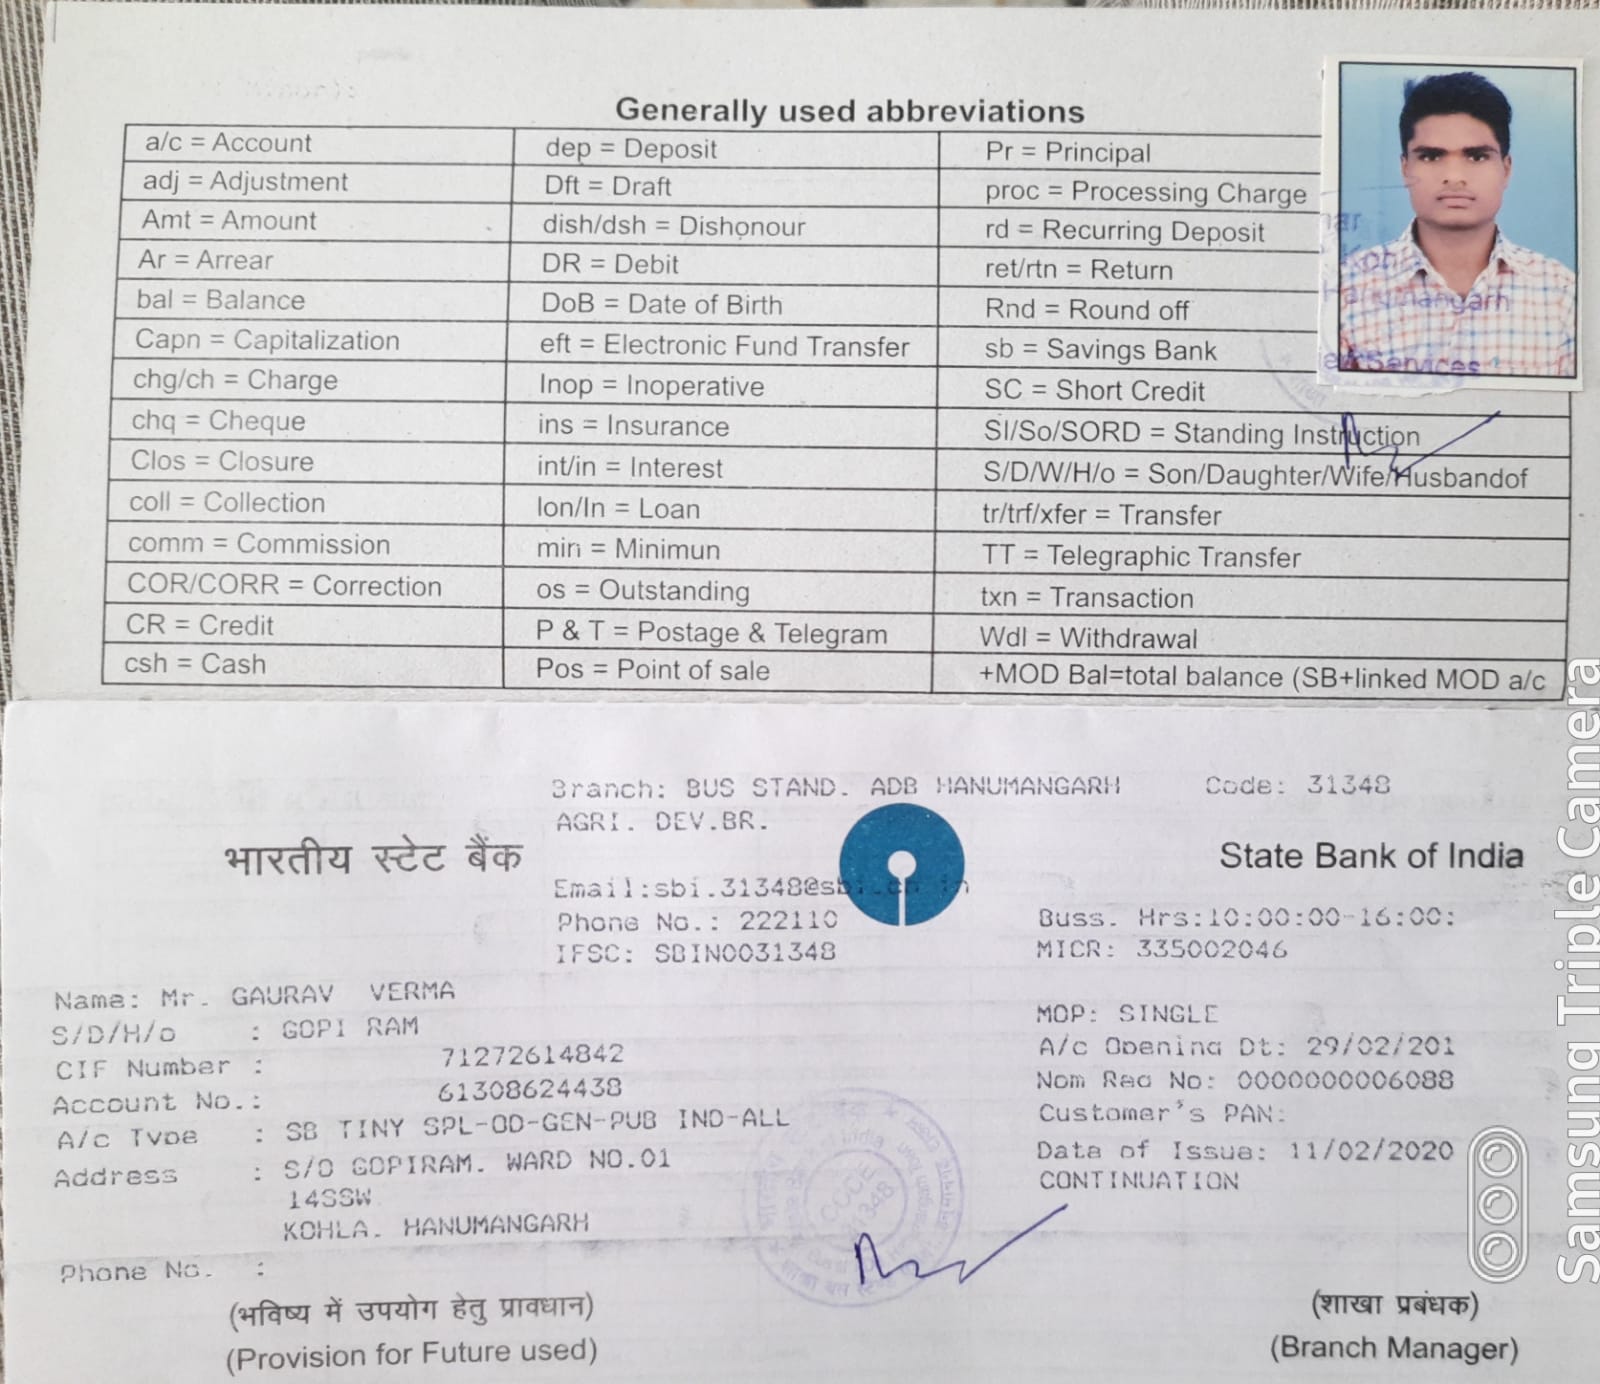 Generally used abbreviations
a/c = Account
dep = Deposit
Pr = Principal
adj = Adjustment
Dft = Draft
proc = Processing Charge
Amt = Amount
dish/dsh = Dishonour
rd = Recurring Deposit
Ar = Arrear
DR = Debit
ret/rtn = Return
bal = Balance
DoB = Date of Birth
Rnd = Round off
Capn = Capitalization
eft = Electronic Fund Transfer
sb = Savings Bank
chg/ch = Charge
Inop = Inoperative
SC = Short Credit
chq = Cheque
ins = Insurance
SI/So/SORD = Standing Instruction
Clos = Closure
int/in = Interest
S/D/W/H/o = Son/Daughter/Wife/Husbandof
coll = Collection
lon/ln = Loan
tr/trf/xfer = Transfer
comm = Commission
min = Minimun
TT = Telegraphic Transfer
COR/CORR = Correction
os = Outstanding
txn = Transaction
CR = Credit
P & T = Postage & Telegram
Wdl = Withdrawal
csh = Cash
Pos = Point of sale
+MOD Bal=total balance (SB+linked MOD a/c
Hanumangarh
Services
Branch: BUS STAND. ADB HANUMANGARH Code: 31348
AGRI. DEV.BR.
भारतीय स्टेट बैंक
State Bank of India
Email:sbi.31348@sbi.co.in
Phone No.: 222110
Buss. Hrs:10:00:00-16:00:
IFSC: SBIN0031348
MICR: 335002046
Name: Mr. GAURAV VERMA
S/D/H/o : GOPI RAM
MOP: SINGLE
CIF Number : 71272614842
A/c Opening Dt: 29/02/201
Account No.: 61308624438
Nom Reg No: 0000000006088
A/c Type : SB TINY SPL-OD-GEN-PUB IND-ALL
Customer's PAN:
Address : S/O GOPIRAM. WARD NO.01
Date of Issue: 11/02/2020
14SSW
CONTINUATION
KOHLA. HANUMANGARH
Phone No. :
CODE
31348
(भविष्य में उपयोग हेतु प्रावधान)
(शाखा प्रबंधक)
(Provision for Future used)
(Branch Manager)
Samsung Triple Camera